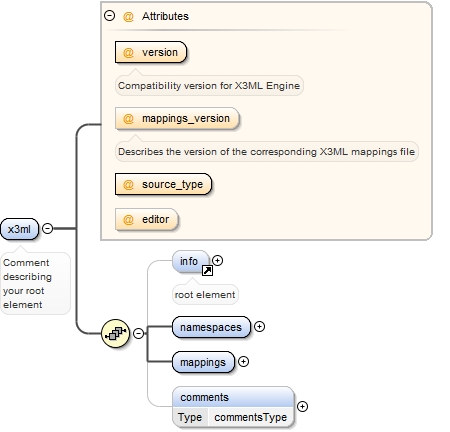 @ Attributes
@ version
Compatibility version for X3ML Engine
@ mappings_version
Describes the version of the corresponding X3ML mappings file
@ source_type
@ editor
x3ml
Comment
describing
your root
element
info
root element
namespaces
mappings
comments
Type commentsType